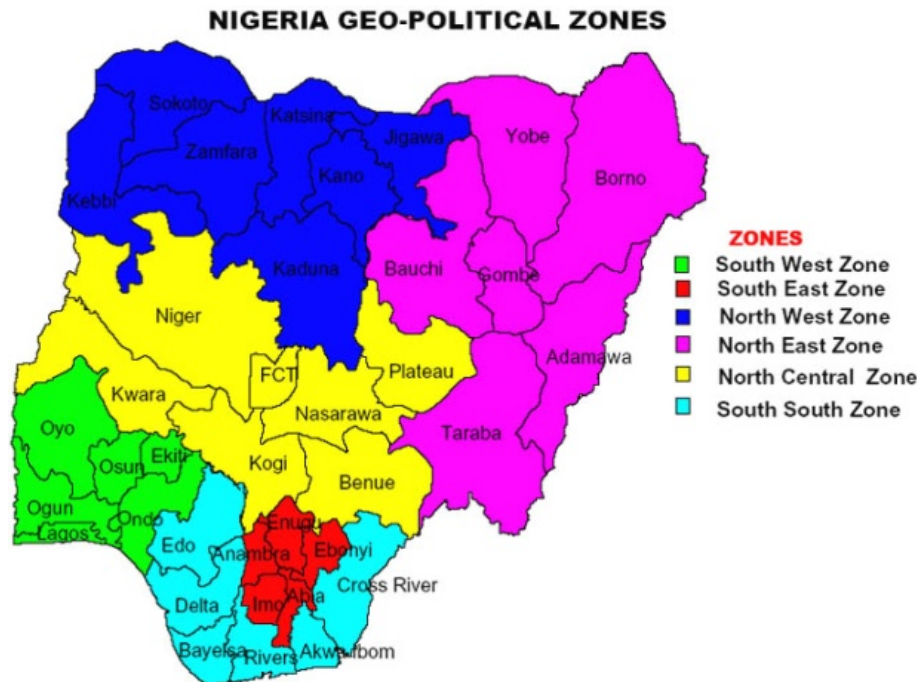 NIGERIA GEO-POLITICAL ZONES
Sokoto
Katsina
Jigawa
Yobe
Zamfara
Kano
Borno
Kebbi
Kaduna
Bauchi
Gombe
Niger
Adamawa
FCT
Plateau
Kwara
Nasarawa
Oyo
Taraba
Osun
Ekiti
Kogi
Benue
Ogun
Lagos
Ondo
Edo
Enugu
Anambra
Ebonyi
Cross River
Delta
Imo
Abia
Bayelsa
Rivers
Akwa Ibom
ZONES
South West Zone
South East Zone
North West Zone
North East Zone
North Central Zone
South South Zone